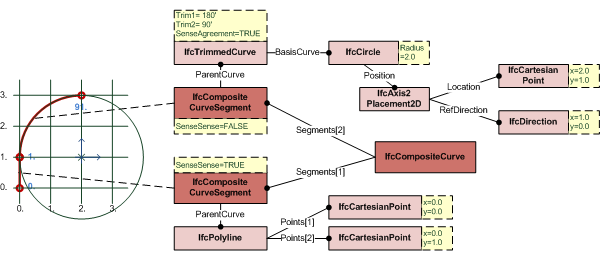 Trim1= 180'
Trim2= 90'
SenseAgreement=TRUE
IfcTrimmedCurve
BasisCurve
IfcCircle
Radius
=2.0
ParentCurve
Position
IfcAxis2
Placement2D
Location
IfcCartesian
Point
x=2.0
y=1.0
RefDirection
IfcDirection
x=1.0
y=0.0
IfcComposite
CurveSegment
SenseSense=FALSE
Segments[2]
IfcCompositeCurve
Segments[1]
SenseSense=TRUE
IfcComposite
CurveSegment
ParentCurve
IfcPolyline
Points[1]
IfcCartesianPoint
x=0.0
y=0.0
Points[2]
IfcCartesianPoint
x=0.0
y=1.0
3.
91.
2.
1.
1.
0.
0.
0.
1.
2.
3.